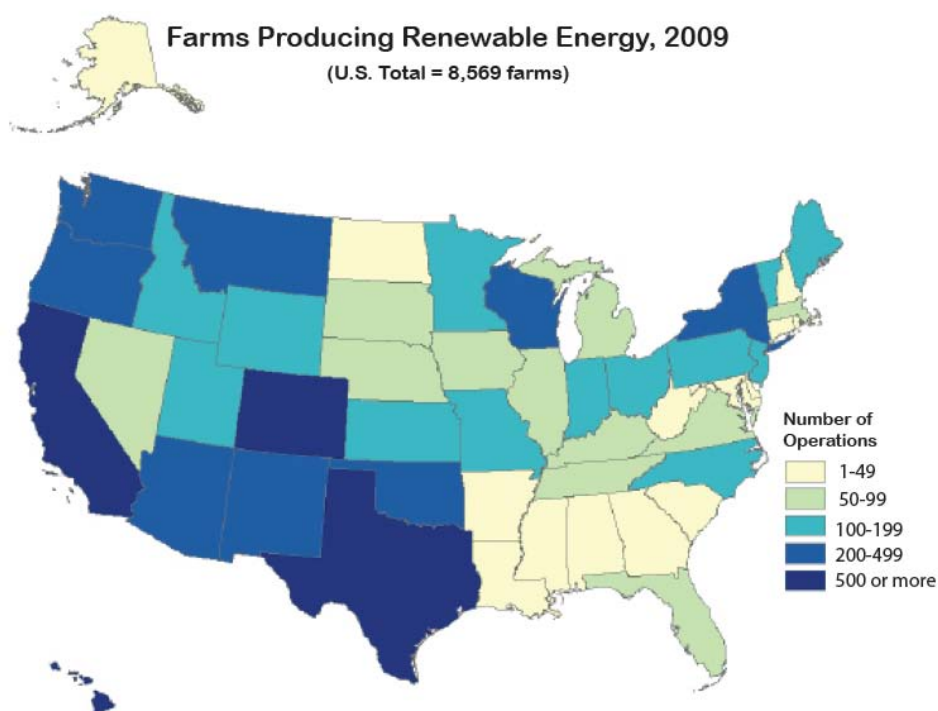 Farms Producing Renewable Energy, 2009
(U.S. Total = 8,569 farms)
Number of
Operations
1-49
50-99
100-199
200-499
500 or more